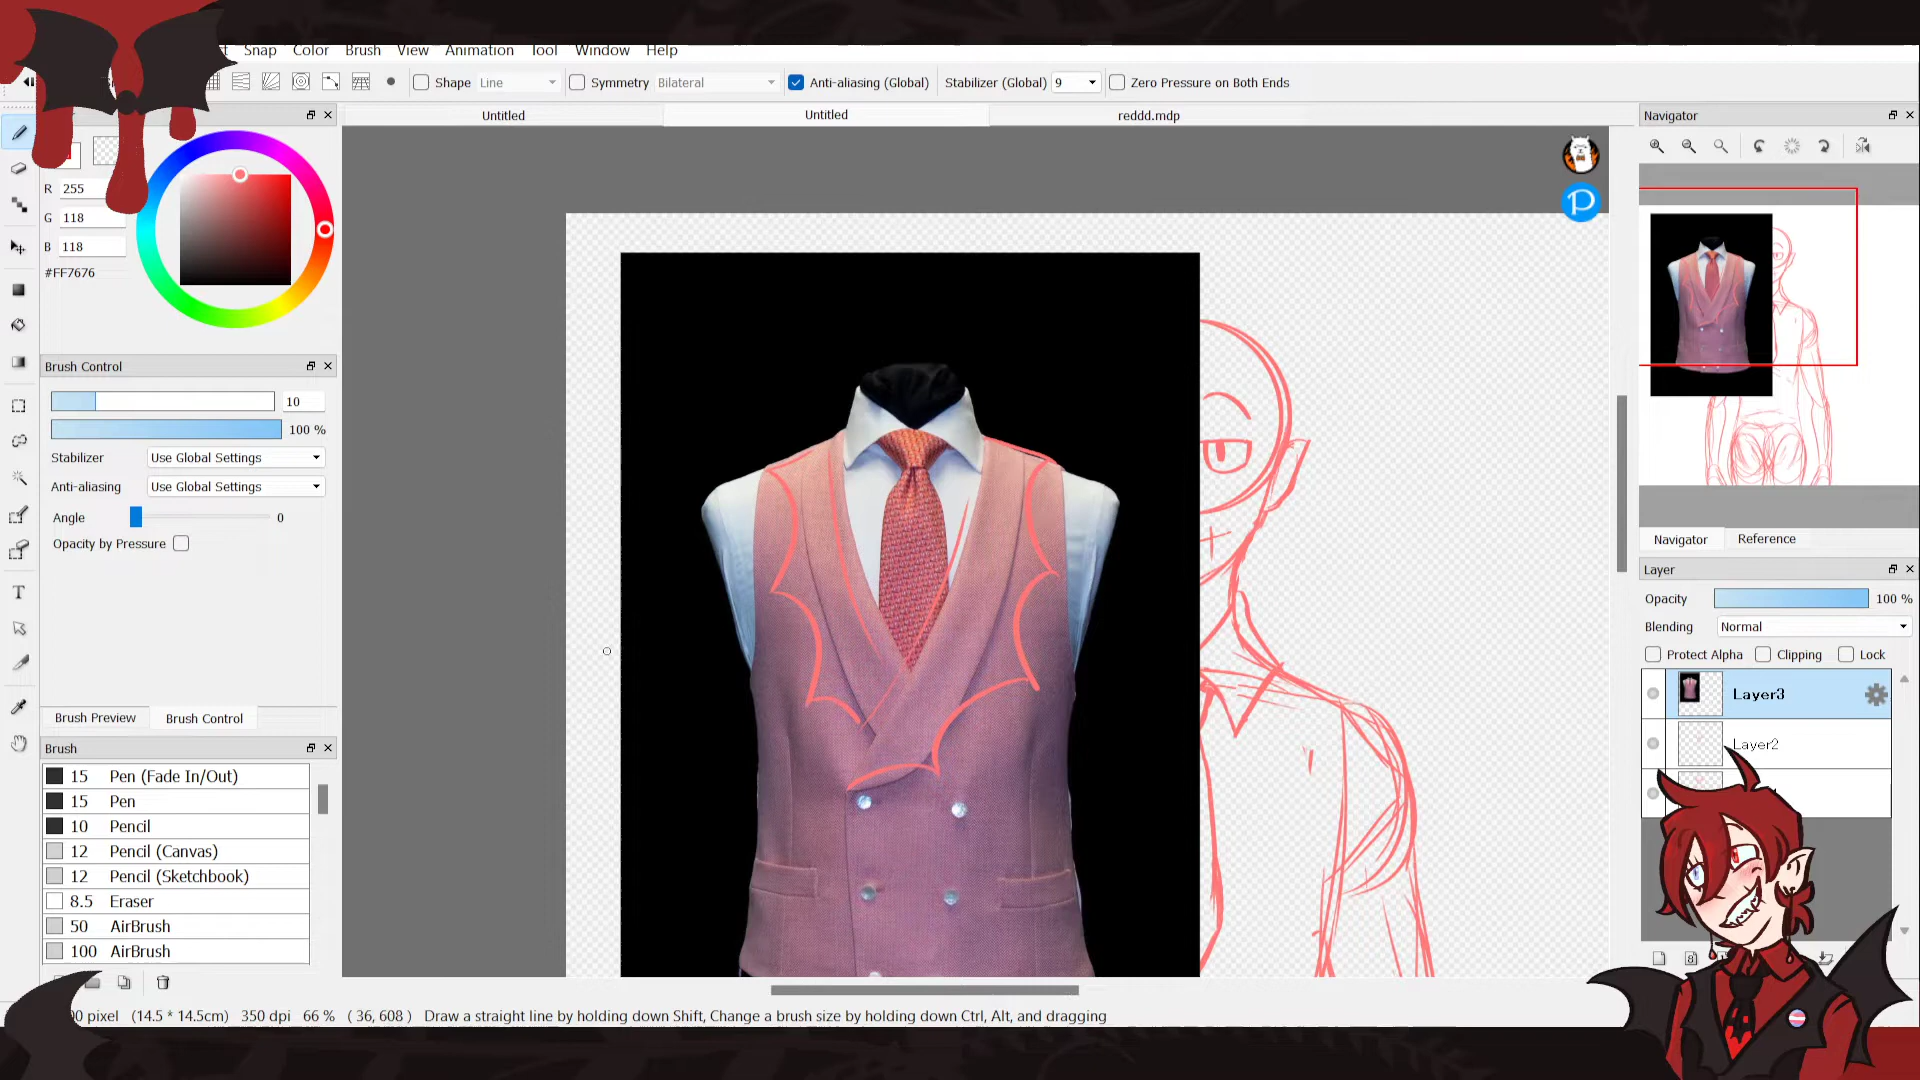 Snap Color Brush View Animation Tool Window Help
Shape Line Symmetry Bilateral Anti-aliasing (Global) Stabilizer (Global) 9 Zero Pressure on Both Ends
Untitled Untitled reddd.mdp
R 255
G 118
B 118
#FF7676
Brush Control
10
100 %
Stabilizer Use Global Settings
Anti-aliasing Use Global Settings
Angle 0
Opacity by Pressure
Brush Preview Brush Control
Brush
15 Pen (Fade In/Out)
15 Pen
10 Pencil
12 Pencil (Canvas)
12 Pencil (Sketchbook)
8.5 Eraser
50 AirBrush
100 AirBrush
pixel (14.5 * 14.5cm) 350 dpi 66 % ( 36, 608 ) Draw a straight line by holding down Shift, Change a brush size by holding down Ctrl, Alt, and dragging
Navigator
Navigator Reference
Layer
Opacity 100 %
Blending Normal
Protect Alpha Clipping Lock
Layer3
Layer2